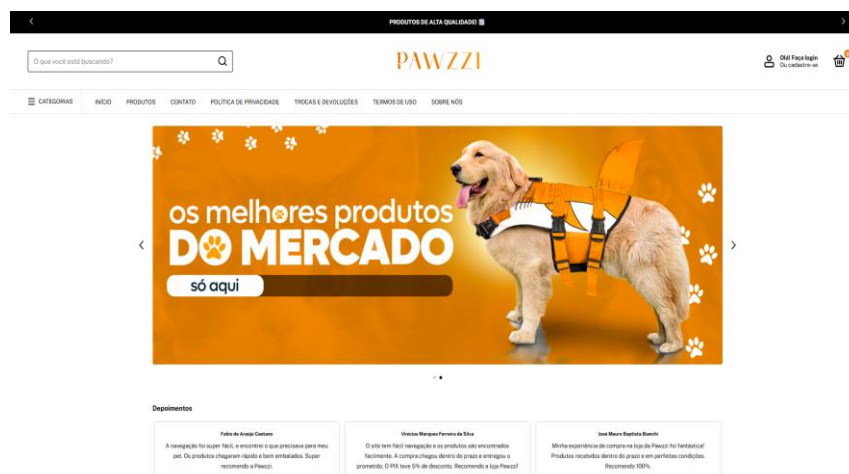 PRODUTOS DE ALTA QUALIDADE!
O que você está buscando?
PAWZZI
Olá! Faça login
Ou cadastre-se
0
CATEGORIAS INÍCIO PRODUTOS CONTATO POLÍTICA DE PRIVACIDADE TROCAS E DEVOLUÇÕES TERMOS DE USO SOBRE NÓS
os melhores produtos
DO MERCADO
só aqui
Depoimentos
Fabio de Araujo Caetano
A navegação foi super fácil, e encontrei o que precisava para meu
pet. Os produtos chegaram rápido e bem embalados. Super
recomendo a Pawzzi.
Vinicius Marques Ferreira da Silva
O site tem fácil navegação e os produtos são encontrados
facilmente. A compra chegou dentro do prazo e entregou o
prometido. O PIX teve 5% de desconto. Recomendo a loja Pawzzi!
José Mauro Baptista Bianchi
Minha experiência de compra na loja da Pawzzi foi fantástica!
Produtos recebidos dentro do prazo e em perfeitas condições.
Recomendo 100%.